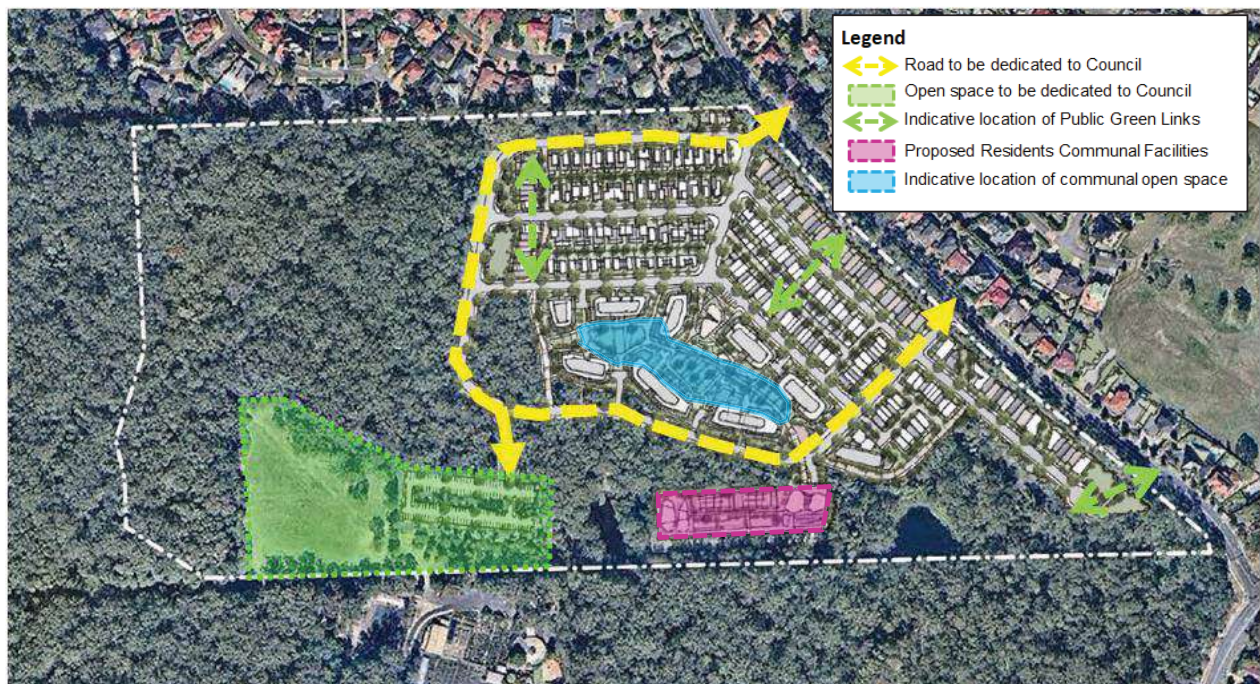 Legend
Road to be dedicated to Council
Open space to be dedicated to Council
Indicative location of Public Green Links
Proposed Residents Communal Facilities
Indicative location of communal open space